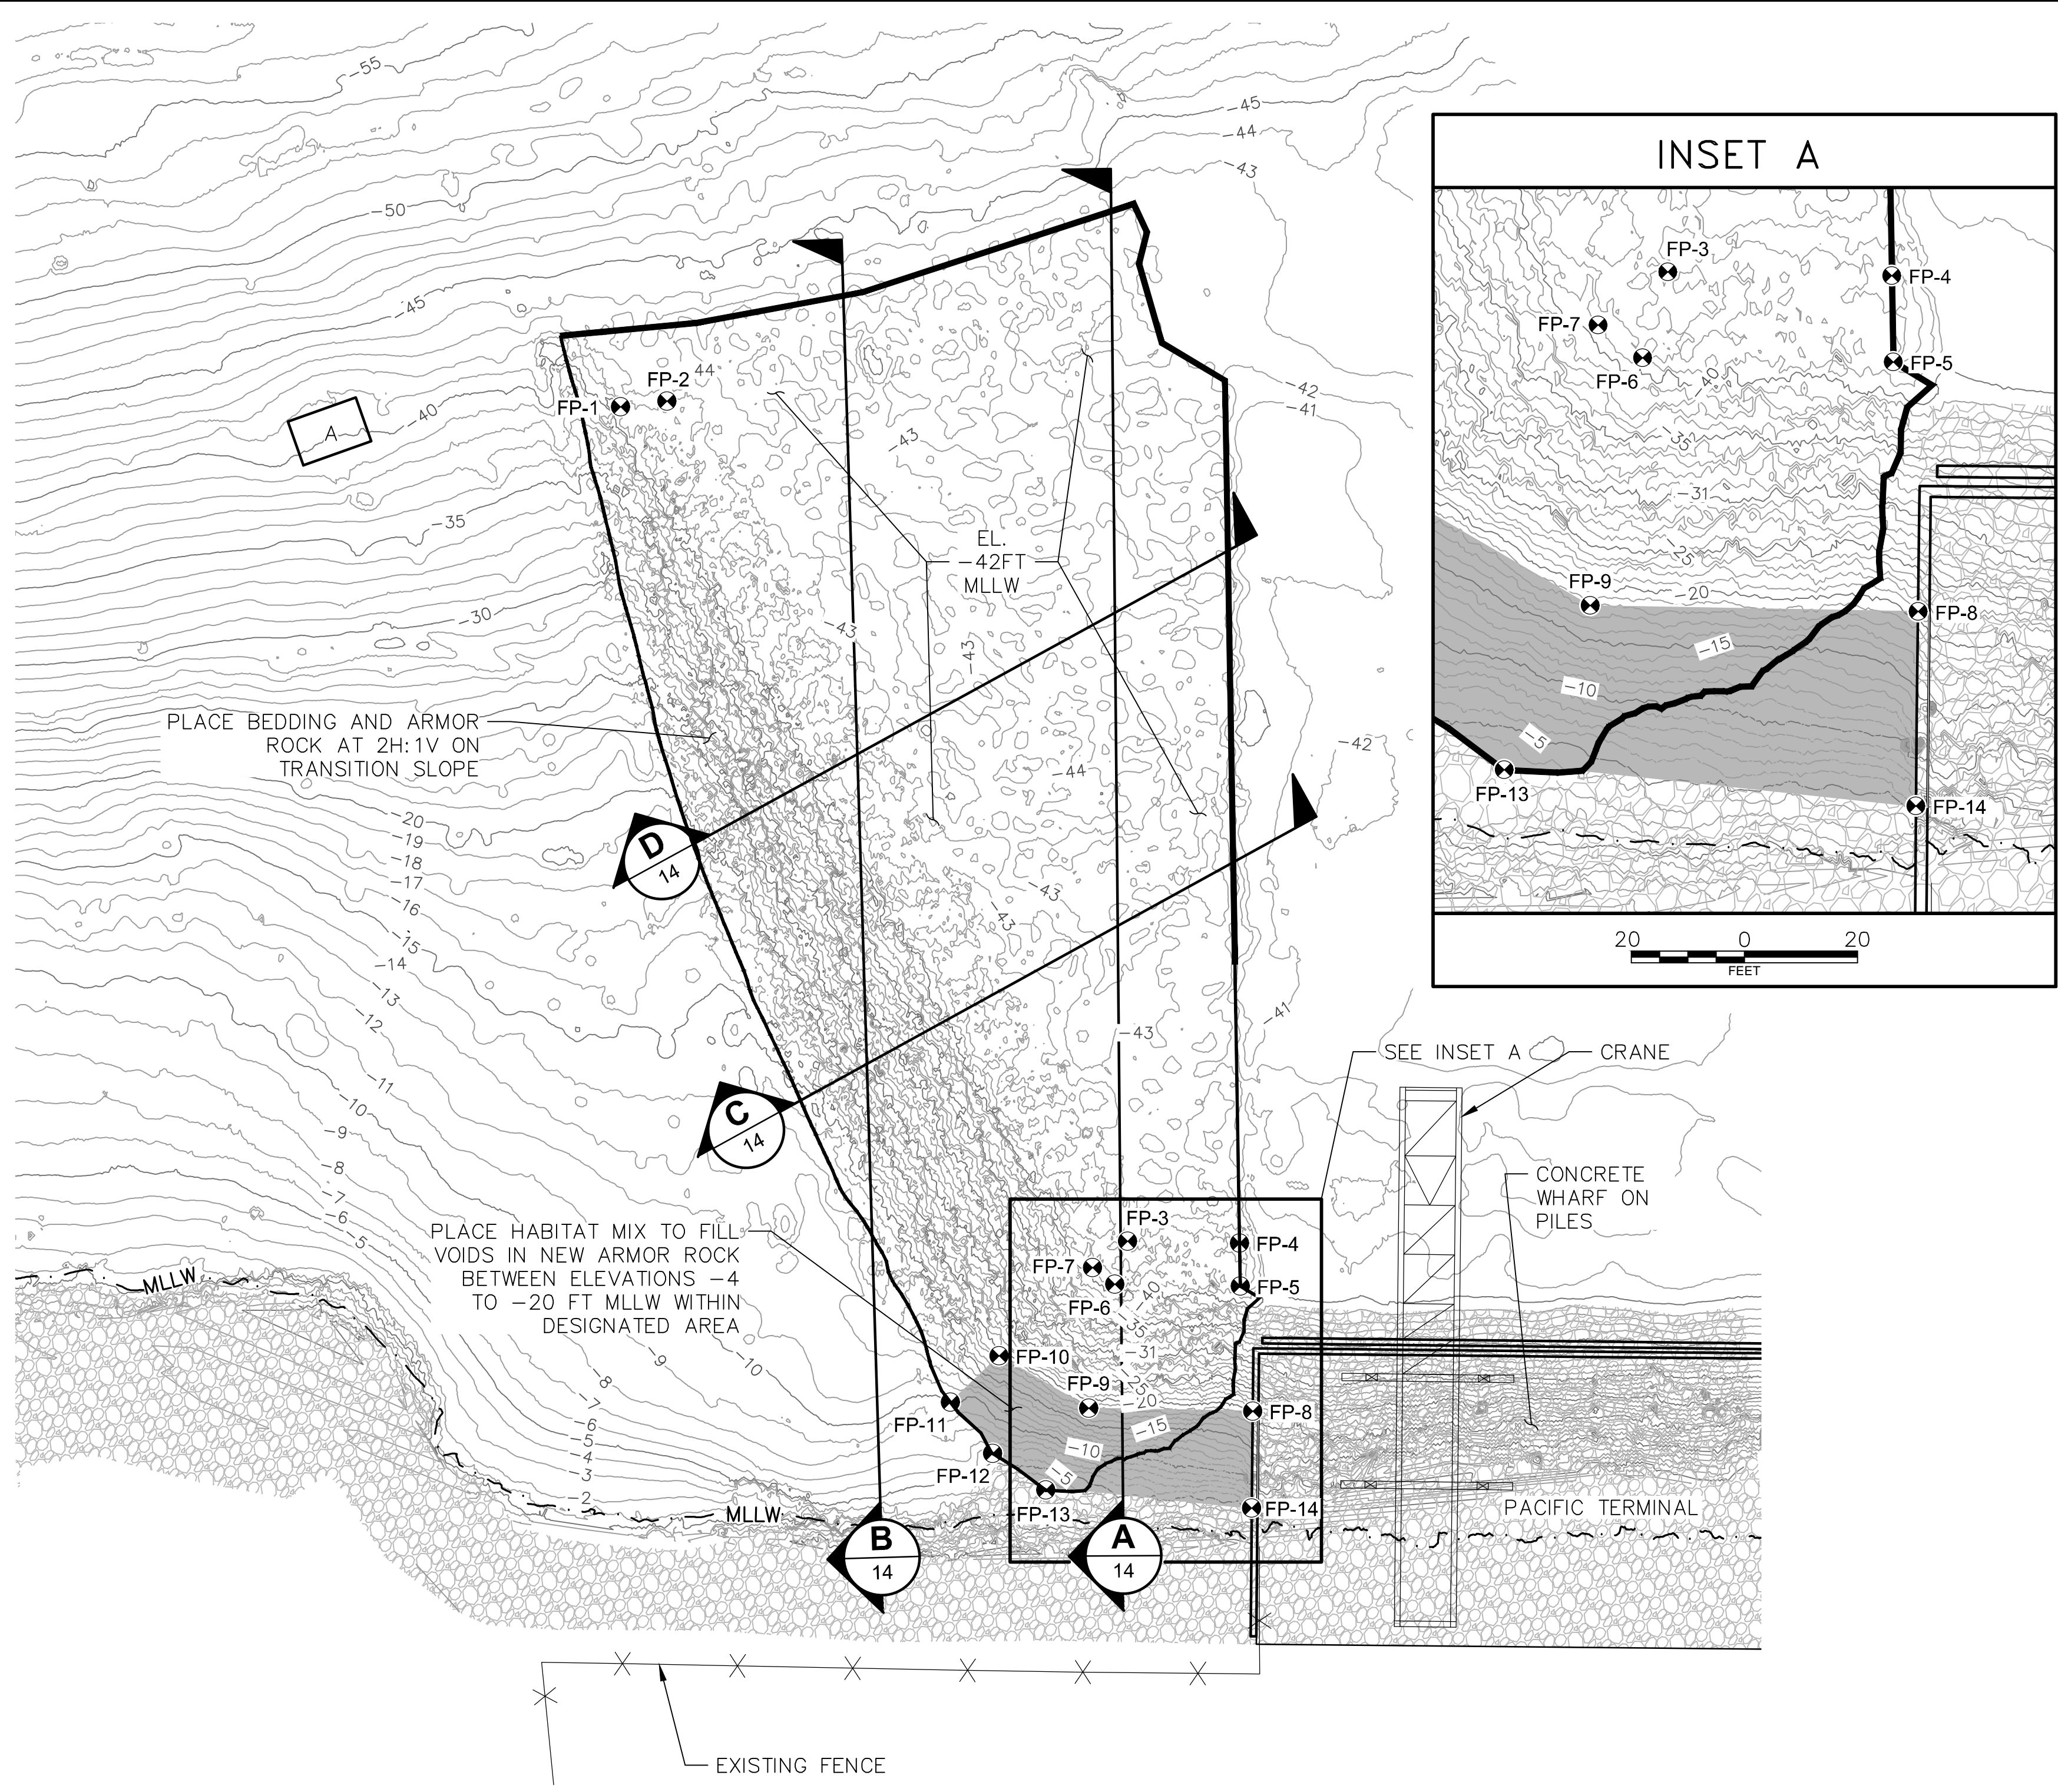 -55
-45
-44
-43
-50
-45
-42
-41
FP-2
44
FP-1
-40
A
-43
-35
EL.
-42FT
MLLW
-30
-43
-43
PLACE BEDDING AND ARMOR
ROCK AT 2H:1V ON
TRANSITION SLOPE
-42
-44
-20
-19
-18
-17
-16
-15
-14
-13
-12
-11
-10
-9
-8
-7
-6
-5
D
14
-43
-43
-41
-43
C
14
SEE INSET A
CRANE
CONCRETE
WHARF ON
PILES
PLACE HABITAT MIX TO FILL
VOIDS IN NEW ARMOR ROCK
BETWEEN ELEVATIONS -4
TO -20 FT MLLW WITHIN
DESIGNATED AREA
FP-3
FP-4
FP-7
FP-5
FP-6
-40
-35
-31
-25
-20
-15
-10
-5
FP-10
FP-9
FP-8
FP-11
FP-12
FP-13
FP-14
MLLW
-9
-10
-8
-7
-6
-5
-4
-3
-2
MLLW
PACIFIC TERMINAL
B
14
A
14
EXISTING FENCE
INSET A
FP-3
FP-4
FP-7
FP-5
FP-6
-40
-35
-31
-25
FP-9
-20
FP-8
-15
-10
-5
FP-13
FP-14
20 0 20
FEET